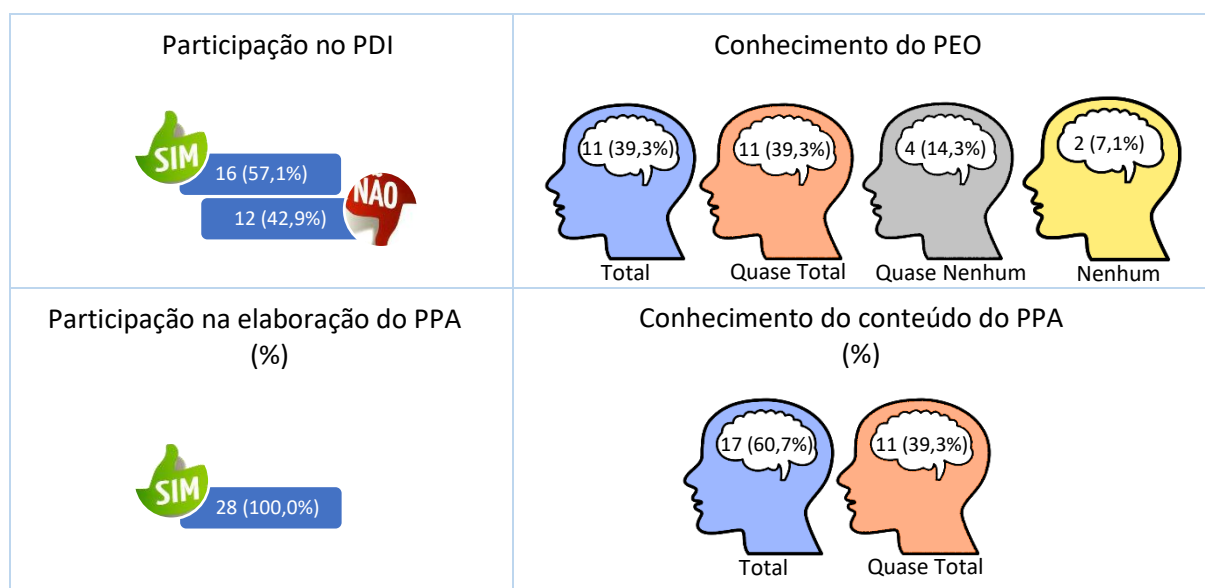 Participação no PDI
SIM
16 (57,1%)
NÃO
12 (42,9%)
Conhecimento do PEO
11 (39,3%)
11 (39,3%)
4 (14,3%)
2 (7,1%)
Total
Quase Total
Quase Nenhum
Nenhum
Participação na elaboração do PPA
(%)
SIM
28 (100,0%)
Conhecimento do conteúdo do PPA
(%)
17 (60,7%)
11 (39,3%)
Total
Quase Total